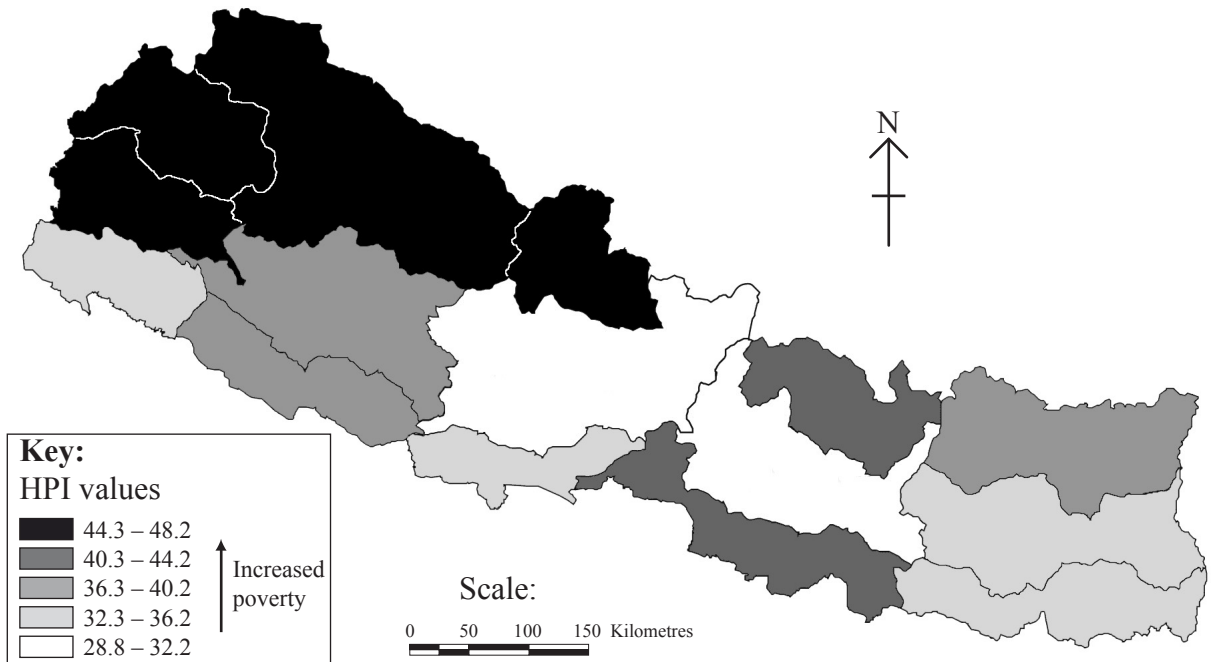 N
Key:
HPI values
44.3 – 48.2
40.3 – 44.2
36.3 – 40.2
32.3 – 36.2
28.8 – 32.2
Increased
poverty
Scale:
0 50 100 150 Kilometres